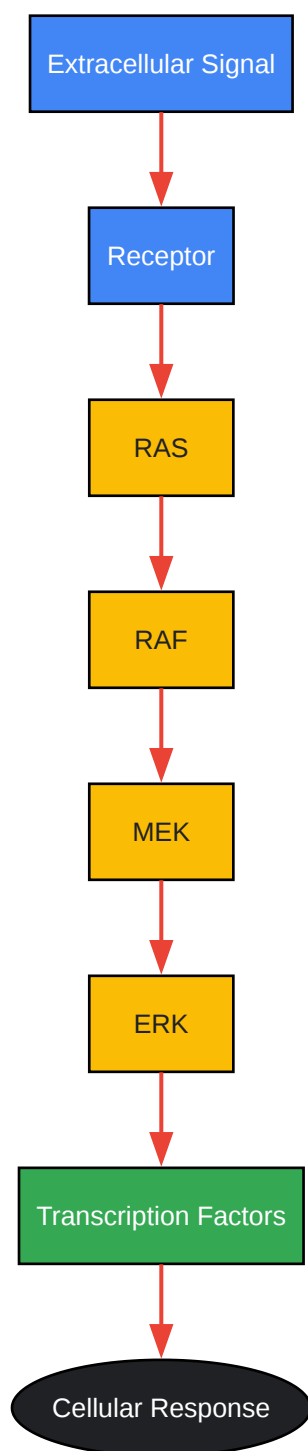 Extracellular Signal
Receptor
RAS
RAF
MEK
ERK
Transcription Factors
Cellular Response